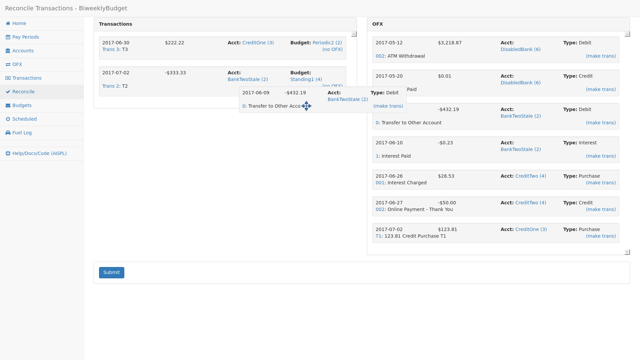 Reconcile Transactions - BiweeklyBudget
Home
Pay Periods
Accounts
OFX
Transactions
Reconcile
Budgets
Scheduled
Fuel Log
Help/Docs/Code (AGPL)
Transactions
2017-06-30 $222.22 Acct: CreditOne (3) Budget: Periodic2 (2)
Trans 3: T3 (no OFX)
2017-07-02 -$333.33 Acct: BankTwoStale (2) Budget: Standing1 (4)
Trans 2: T2 (no OFX)
2017-06-09 -$432.19 Acct: BankTwoStale (2) Type: Debit
0: Transfer to Other Acco (make trans)
OFX
2017-05-12 $3,218.87 Acct: DisabledBank (6) Type: Debit
002: ATM Withdrawal (make trans)
2017-05-20 $0.01 Acct: DisabledBank (6) Type: Credit
Paid (make trans)
-$432.19 Acct: BankTwoStale (2) Type: Debit
0: Transfer to Other Account (make trans)
2017-06-10 -$0.23 Acct: BankTwoStale (2) Type: Interest
1: Interest Paid (make trans)
2017-06-26 $28.53 Acct: CreditTwo (4) Type: Purchase
001: Interest Charged (make trans)
2017-06-27 -$50.00 Acct: CreditTwo (4) Type: Credit
002: Online Payment - Thank You (make trans)
2017-07-02 $123.81 Acct: CreditOne (3) Type: Purchase
T1: 123.81 Credit Purchase T1 (make trans)
Submit